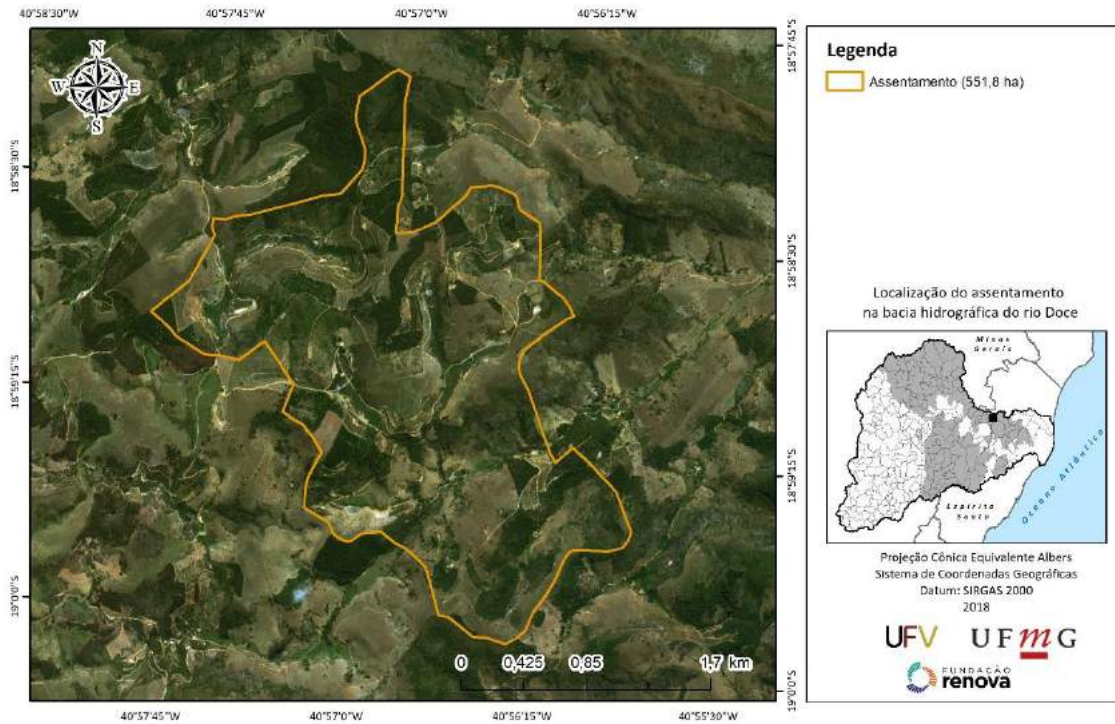 40°58'30"W 40°57'45"W 40°57'0"W 40°56'15"W
18°57'45"S
18°58'30"S
18°58'30"S
18°59'15"S
18°59'15"S
19°0'0"S
19°0'0"S
N
W E
S
0 0,425 0,85 1,7 km
40°57'45"W 40°57'0"W 40°56'15"W 40°55'30"W
Legenda
Assentamento (551,8 ha)
Localização do assentamento
na bacia hidrográfica do rio Doce
Minas
Gerais
Espírito
Santo
Oceano Atlântico
Projeção Cônica Equivalente Albers
Sistema de Coordenadas Geográficas
Datum: SIRGAS 2000
2018
UFV UFmG
FUNDAÇÃO
renova